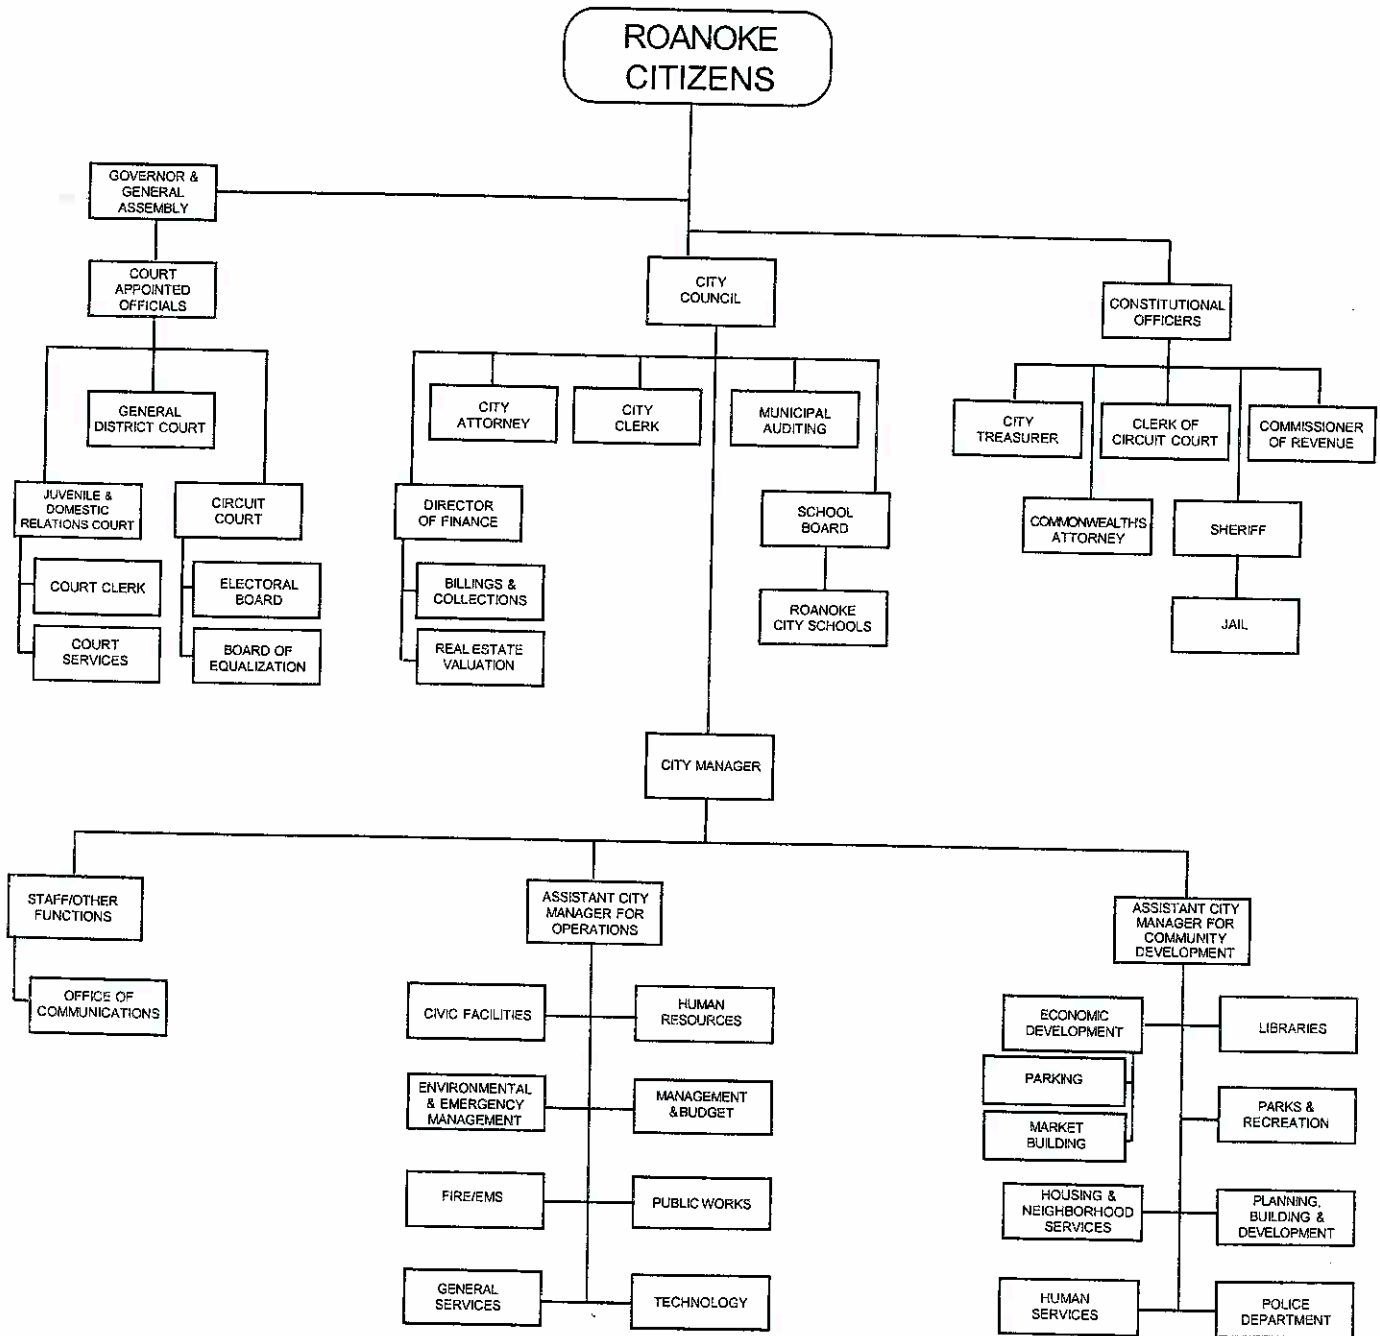 ROANOKE
CITIZENS
GOVERNOR &
GENERAL
ASSEMBLY
COURT
APPOINTED
OFFICIALS
CITY
COUNCIL
CONSTITUTIONAL
OFFICERS
GENERAL
DISTRICT COURT
CITY
ATTORNEY
CITY
CLERK
MUNICIPAL
AUDITING
CITY
TREASURER
CLERK OF
CIRCUIT COURT
COMMISSIONER
OF REVENUE
JUVENILE &
DOMESTIC
RELATIONS COURT
CIRCUIT
COURT
DIRECTOR
OF FINANCE
SCHOOL
BOARD
COMMONWEALTH'S
ATTORNEY
SHERIFF
COURT CLERK
ELECTORAL
BOARD
BILLINGS &
COLLECTIONS
ROANOKE
CITY SCHOOLS
JAIL
COURT
SERVICES
BOARD OF
EQUALIZATION
REAL ESTATE
VALUATION
CITY MANAGER
STAFF/OTHER
FUNCTIONS
ASSISTANT CITY
MANAGER FOR
OPERATIONS
ASSISTANT CITY
MANAGER FOR
COMMUNITY
DEVELOPMENT
OFFICE OF
COMMUNICATIONS
CIVIC FACILITIES
HUMAN
RESOURCES
ECONOMIC
DEVELOPMENT
LIBRARIES
PARKING
ENVIRONMENTAL
& EMERGENCY
MANAGEMENT
MANAGEMENT
& BUDGET
MARKET
BUILDING
PARKS &
RECREATION
FIRE/EMS
PUBLIC WORKS
HOUSING &
NEIGHBORHOOD
SERVICES
PLANNING,
BUILDING &
DEVELOPMENT
GENERAL
SERVICES
TECHNOLOGY
HUMAN
SERVICES
POLICE
DEPARTMENT